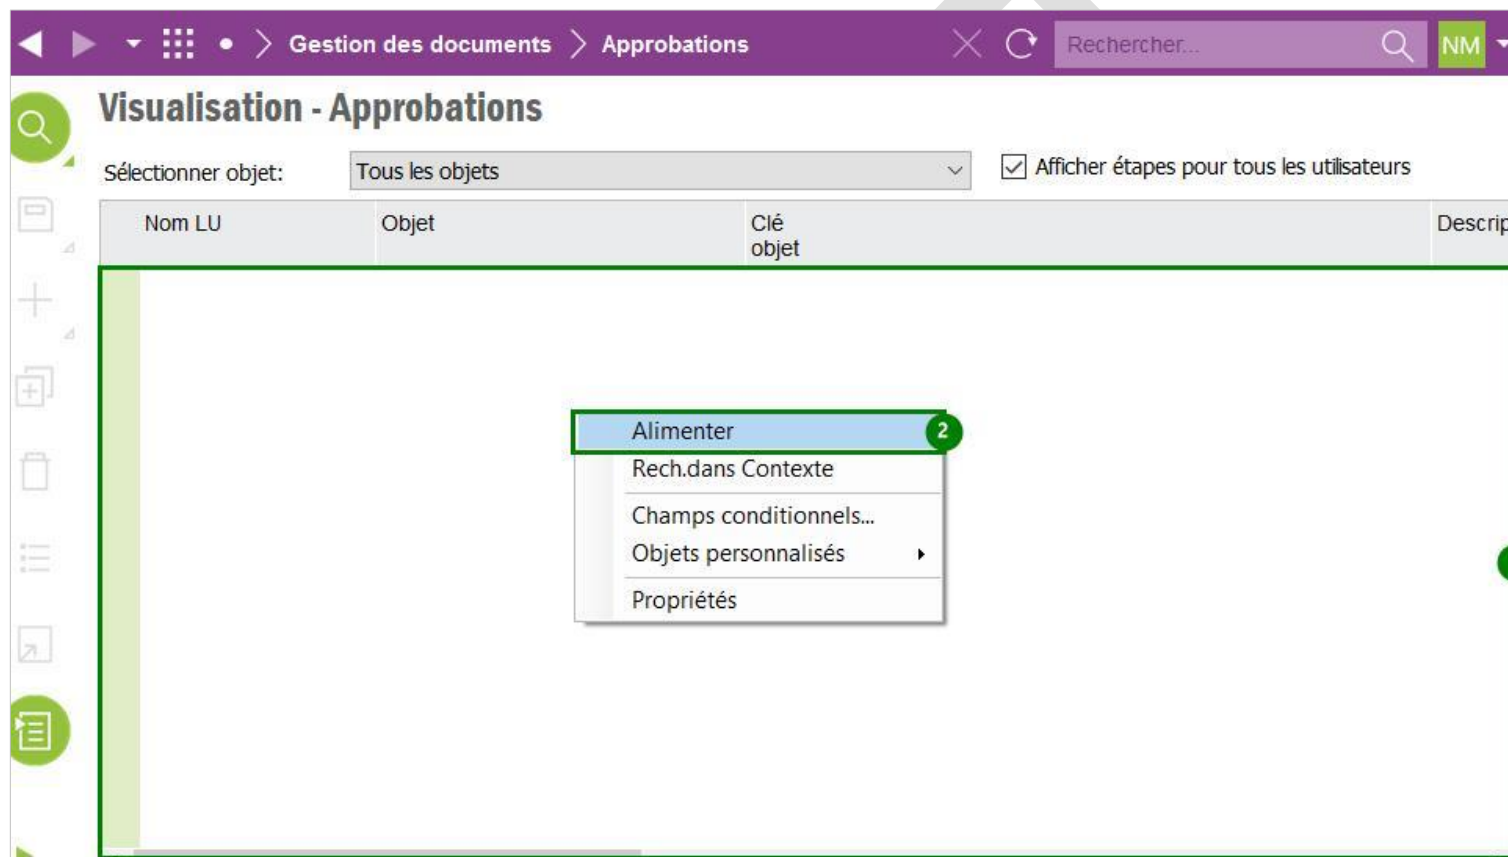 Gestion des documents Approbations Rechercher... NM
Visualisation - Approbations
Sélectionner objet: Tous les objets Afficher étapes pour tous les utilisateurs
Nom LU Objet Clé objet Descrip
Alimenter 2
Rech.dans Contexte
Champs conditionnels...
Objets personnalisés
Propriétés